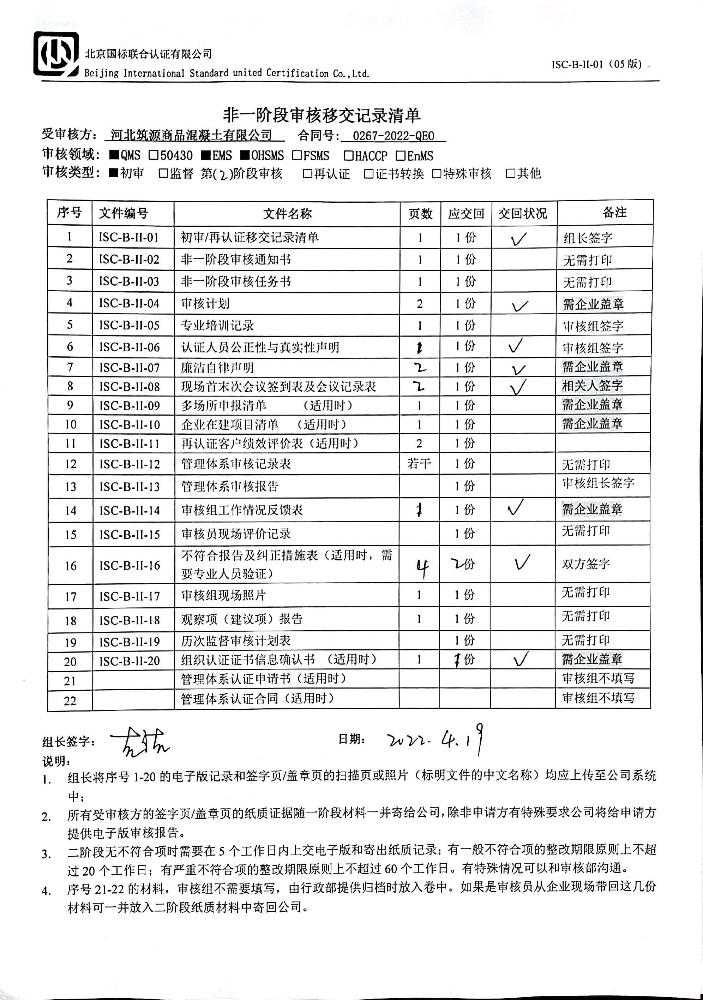 北京国标联合认证有限公司
Beijing International Standard united Certification Co.,Ltd.
ISC-B-II-01（05 版）
非一阶段审核移交记录清单
受审核方： 河北筑源商品混凝土有限公司 合同号： 0267-2022-QEO
审核领域：■QMS □50430 ■EMS ■OHSMS □FSMS □HACCP □EnMS
审核类型：■初审 □监督 第(2)阶段审核 □再认证 □证书转换 □特殊审核 □其他
序号 文件编号 文件名称 页数 应交回 交回状况 备注
1 ISC-B-II-01 初审/再认证移交记录清单 1 1 份 ✓ 组长签字
2 ISC-B-II-02 非一阶段审核通知书 1 1 份 无需打印
3 ISC-B-II-03 非一阶段审核任务书 1 1 份 无需打印
4 ISC-B-II-04 审核计划 2 1 份 ✓ 需企业盖章
5 ISC-B-II-05 专业培训记录 1 1 份 审核组签字
6 ISC-B-II-06 认证人员公正性与真实性声明 1 1 份 ✓ 审核组签字
7 ISC-B-II-07 廉洁自律声明 2 1 份 ✓ 需企业盖章
8 ISC-B-II-08 现场首末次会议签到表及会议记录表 2 1 份 ✓ 相关人签字
9 ISC-B-II-09 多场所申报清单 （适用时） 1 1 份 需企业盖章
10 ISC-B-II-10 企业在建项目清单 （适用时） 1 1 份 需企业盖章
11 ISC-B-II-11 再认证客户绩效评价表（适用时） 2 1 份
12 ISC-B-II-12 管理体系审核记录表 若干 1 份 无需打印
13 ISC-B-II-13 管理体系审核报告 1 份 审核组长签字
14 ISC-B-II-14 审核组工作情况反馈表 1 1 份 ✓ 需企业盖章
15 ISC-B-II-15 审核员现场评价记录 1 份 无需打印
16 ISC-B-II-16 不符合报告及纠正措施表（适用时，需 4 2份 ✓ 双方签字
要专业人员验证）
17 ISC-B-II-17 审核组现场照片 1 1 份 无需打印
18 ISC-B-II-18 观察项（建议项）报告 1 1 份 无需打印
19 ISC-B-II-19 历次监督审核计划表 1 份 无需打印
20 ISC-B-II-20 组织认证证书信息确认书 （适用时） 1 1份 ✓ 需企业盖章
21 管理体系认证申请书（适用时） 审核组不填写
22 管理体系认证合同（适用时） 审核组不填写
组长签字： 日期： 2022.4.19
说明：
1. 组长将序号 1-20 的电子版记录和签字页/盖章页的扫描页或照片（标明文件的中文名称）均应上传至公司系统
中；
2. 所有受审核方的签字页/盖章页的纸质证据随一阶段材料一并寄给公司，除非申请方有特殊要求公司将给申请方
提供电子版审核报告。
3. 二阶段无不符合项时需要在 5 个工作日内上交电子版和寄出纸质记录；有一般不符合项的整改期限原则上不超
过 20 个工作日；有严重不符合项的整改期限原则上不超过 60 个工作日。有特殊情况可以和审核部沟通。
4. 序号 21-22 的材料，审核组不需要填写，由行政部提供归档时放入卷中。如果是审核员从企业现场带回这几份
材料可一并放入二阶段纸质材料中寄回公司。